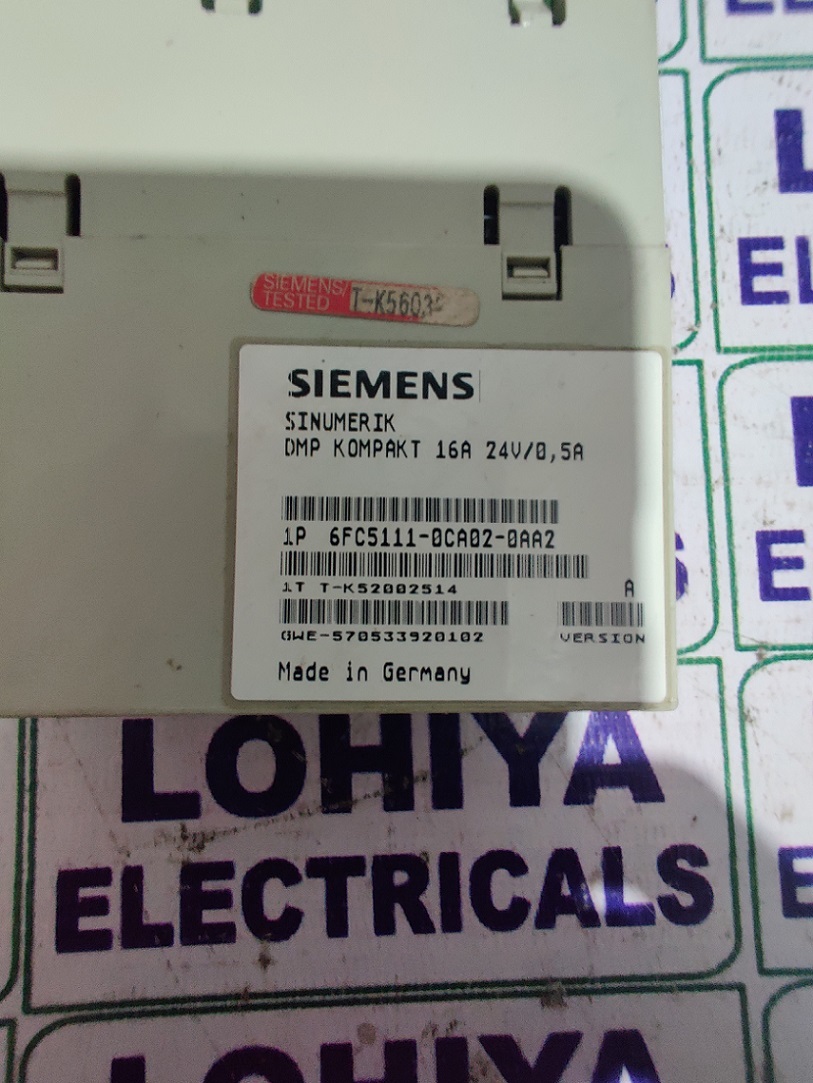 SIEMENS/
TESTED
SIEMENS
SINUMERIK
DMP KOMPAKT 16A 24V/0,5A
1P 6FC5111-0CA02-0AA2
1T T-K52002514
A
GWE-570533920102
VERSION
Made in Germany
LOHIYA
ELECTRICALS
LOHIYA